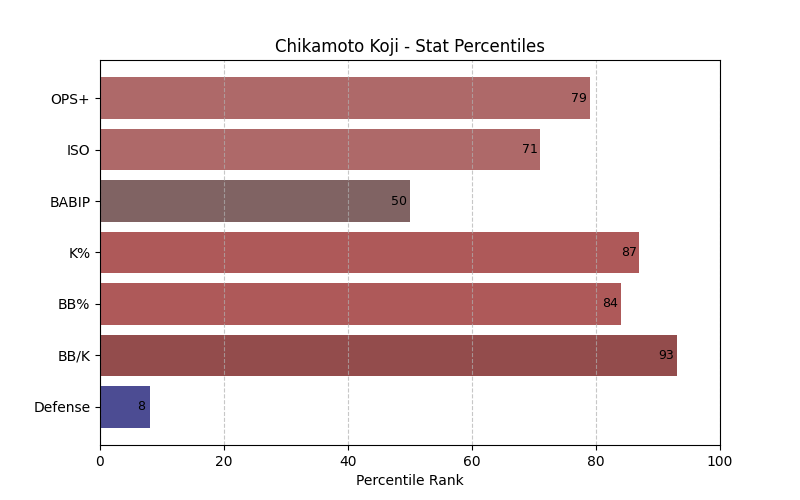 Chikamoto Koji - Stat Percentiles
OPS+ 79
ISO 71
BABIP 50
K% 87
BB% 84
BB/K 93
Defense 8
0 20 40 60 80 100
Percentile Rank